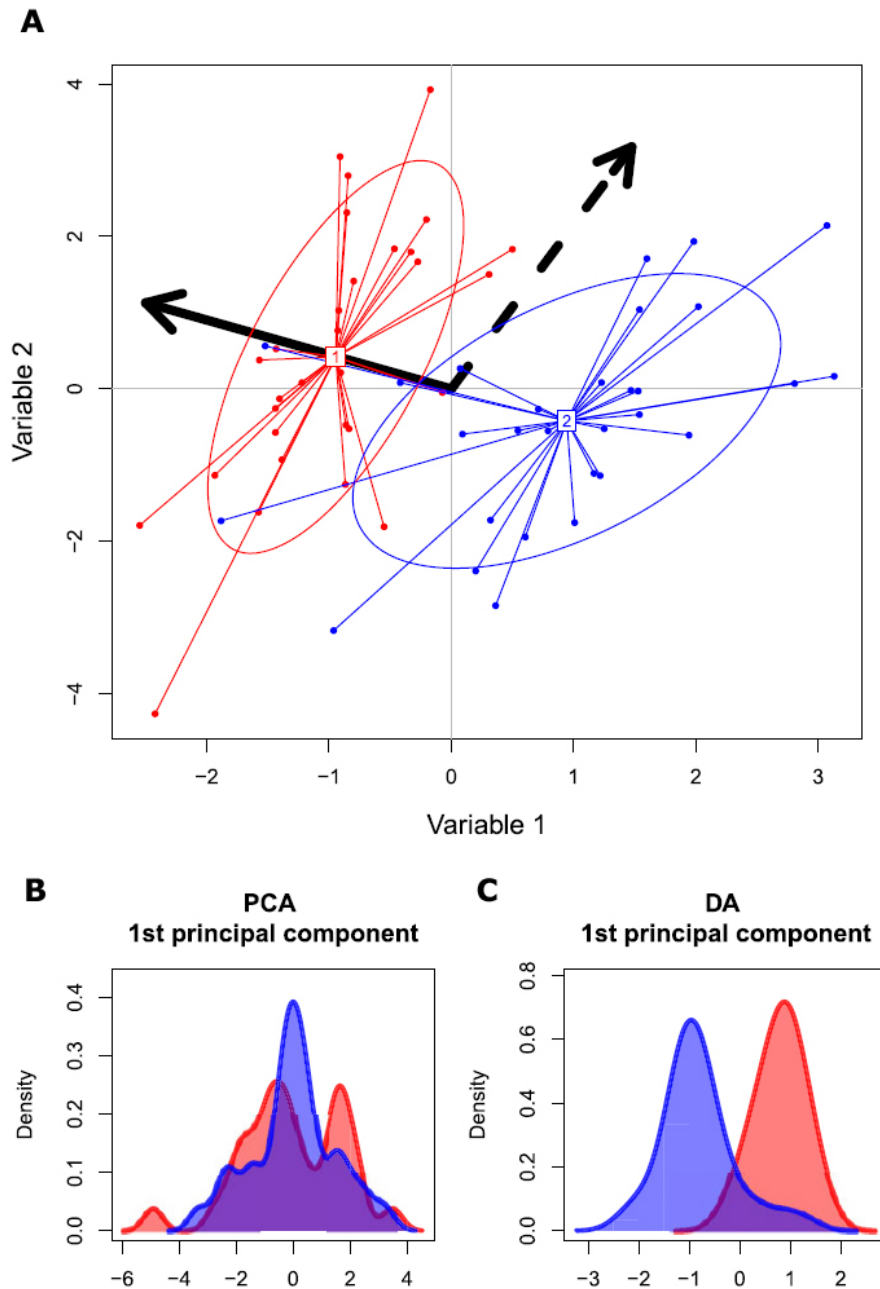 A
4
2
0
−2
−4
Variable 2
1
2
−2 −1 0 1 2 3
Variable 1
B
PCA
1st principal component
0.4
0.3
0.2
0.1
0.0
Density
−6 −4 −2 0 2 4
C
DA
1st principal component
0.8
0.6
0.4
0.2
0.0
Density
−3 −2 −1 0 1 2